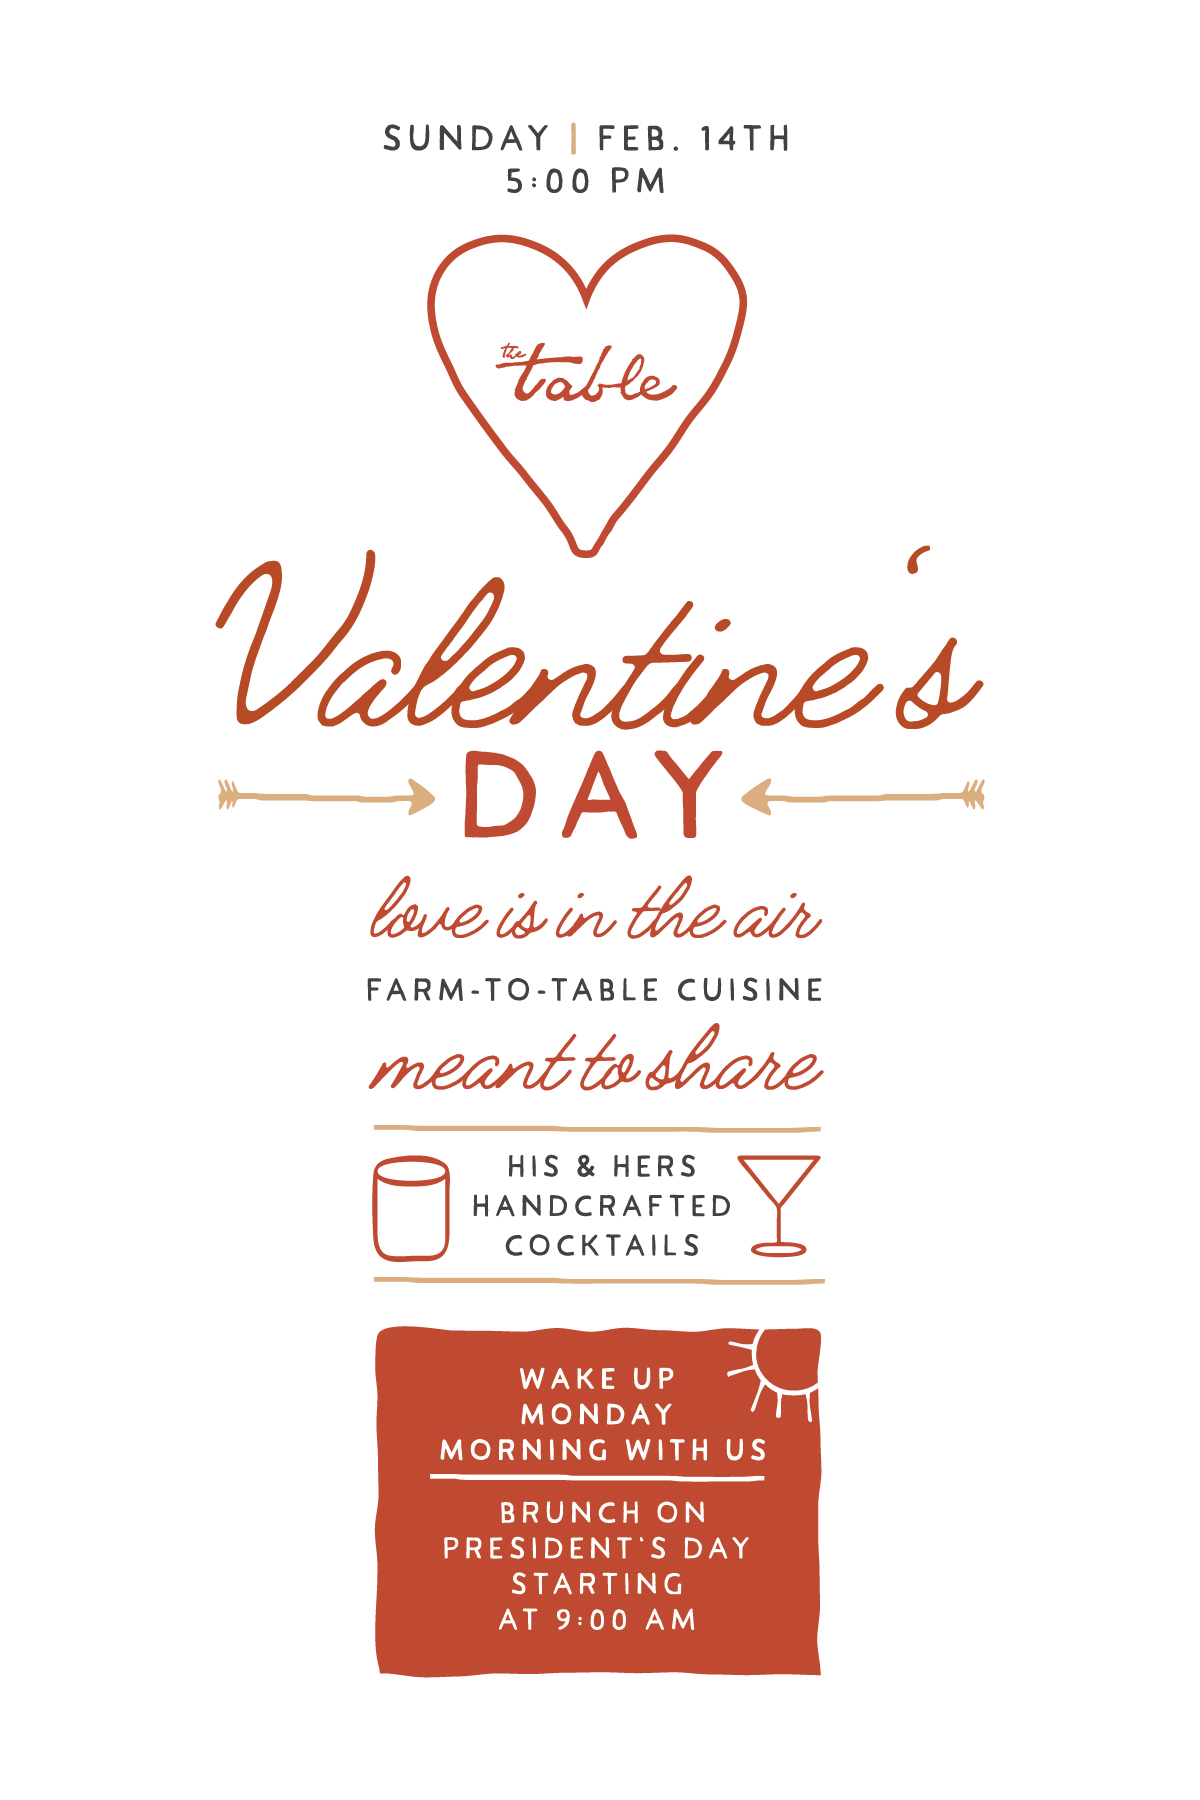 SUNDAY | FEB. 14TH
5:00 PM
the table
Valentine‘s
DAY
love is in the air
FARM-TO-TABLE CUISINE
meant to share
HIS & HERS
HANDCRAFTED
COCKTAILS
WAKE UP
MONDAY
MORNING WITH US
BRUNCH ON
PRESIDENT‘S DAY
STARTING
AT 9:00 AM